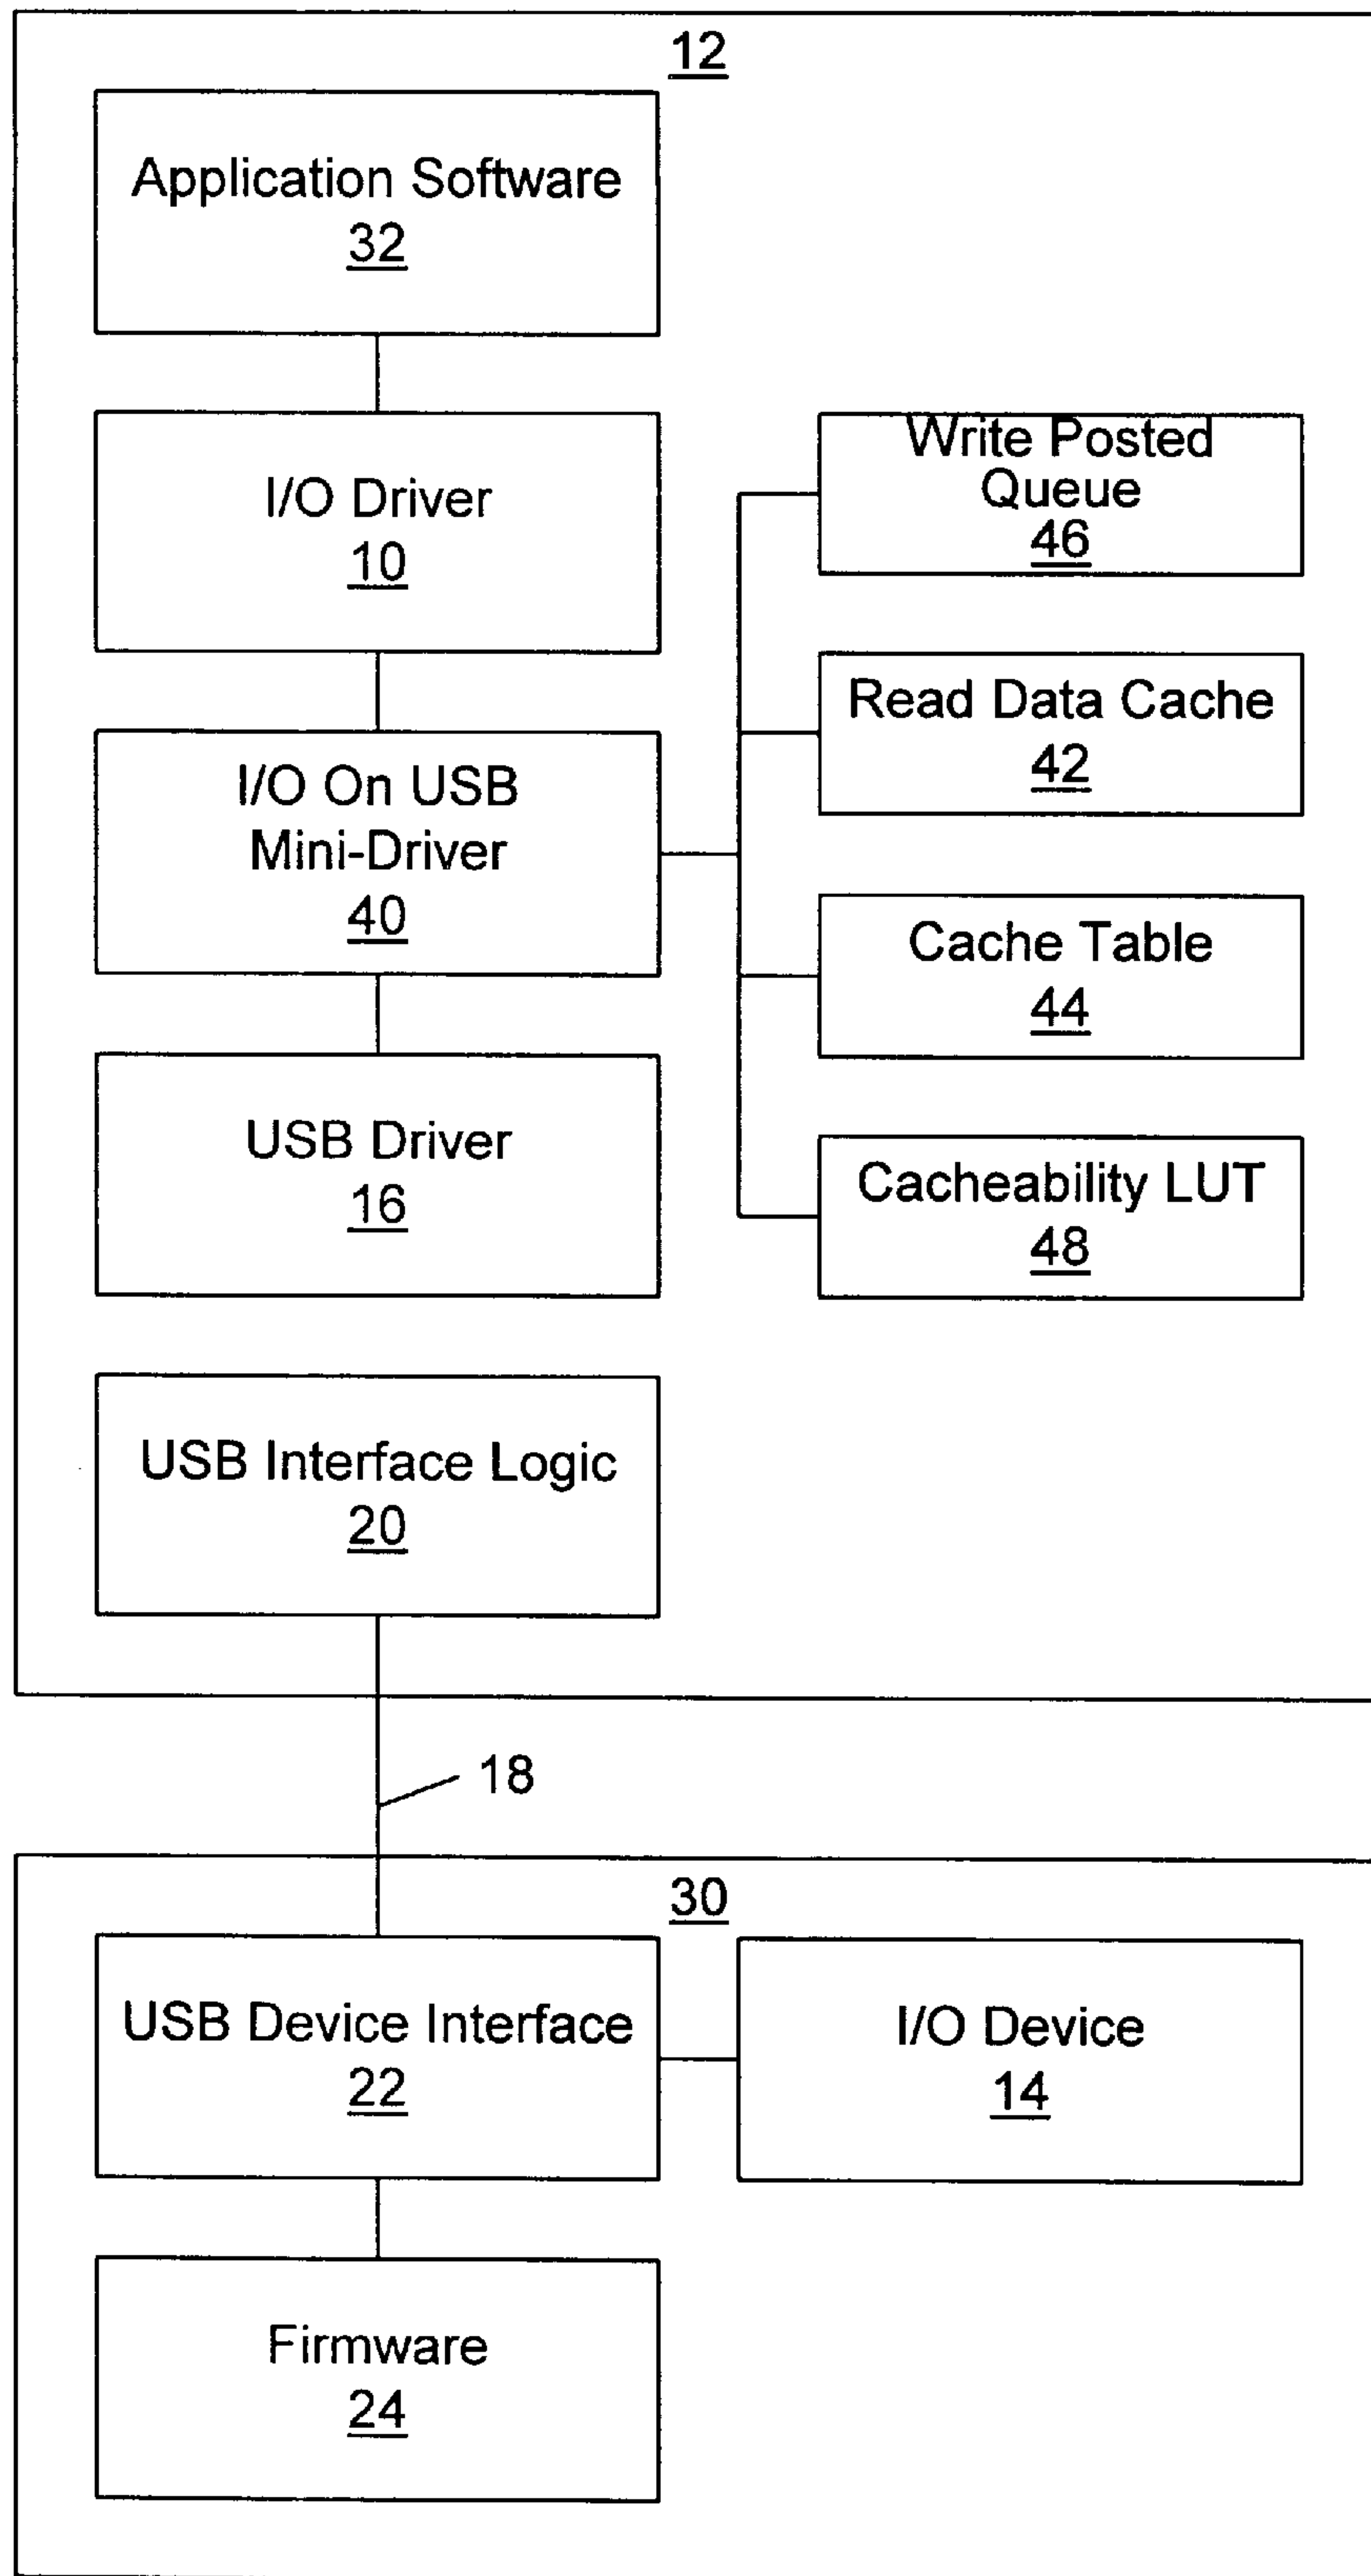 12
Application Software
32
I/O Driver
10
Write Posted
Queue
46
Read Data Cache
42
I/O On USB
Mini-Driver
40
Cache Table
44
USB Driver
16
Cacheability LUT
48
USB Interface Logic
20
18
30
USB Device Interface
22
I/O Device
14
Firmware
24